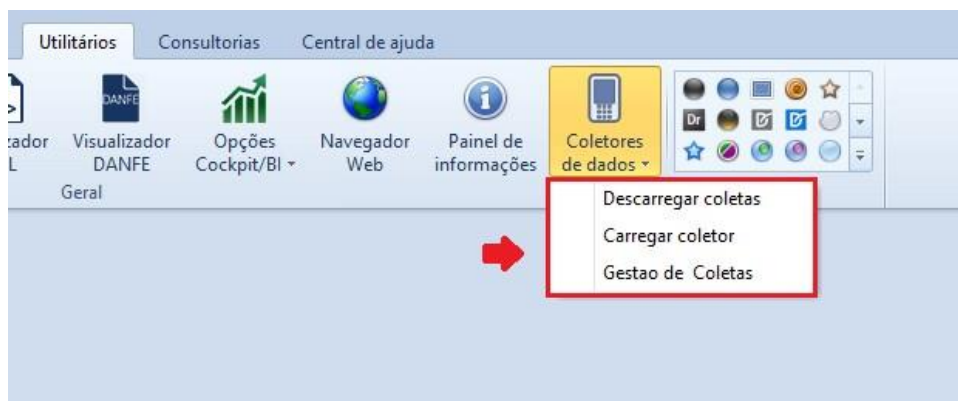 Utilitários Consultorias Central de ajuda
DANFE
Visualizador Opções Navegador Painel de Coletores
L DANFE Cockpit/BI Web informações de dados
Dr
Geral
Descarregar coletas
Carregar coletor
Gestao de Coletas